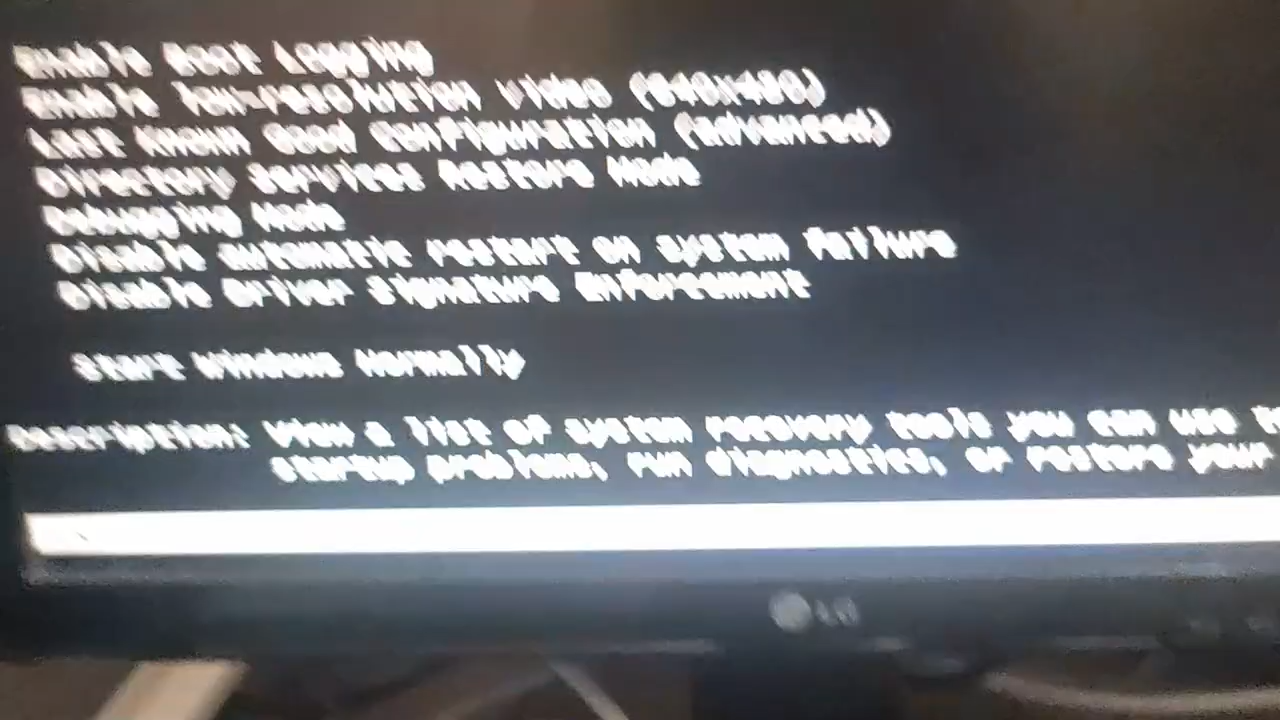 Enable Boot Logging
Enable low-resolution video (640x480)
Last Known Good Configuration (advanced)
Directory Services Restore Mode
Debugging Mode
Disable automatic restart on system failure
Disable Driver Signature Enforcement
Start Windows Normally
Description: View a list of system recovery tools you can use
startup problems, run diagnostics, or restore your
LG